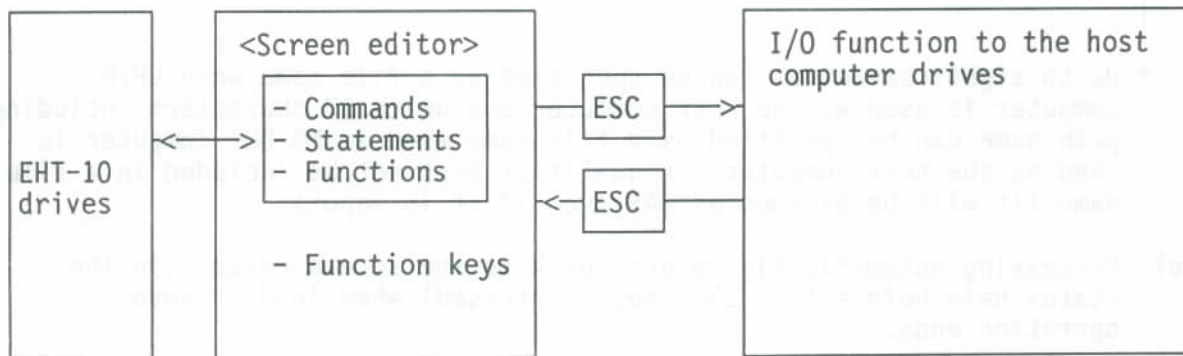 EHT-10
drives
<Screen editor>
- Commands
- Statements
- Functions
- Function keys
ESC
ESC
I/O function to the host
computer drives